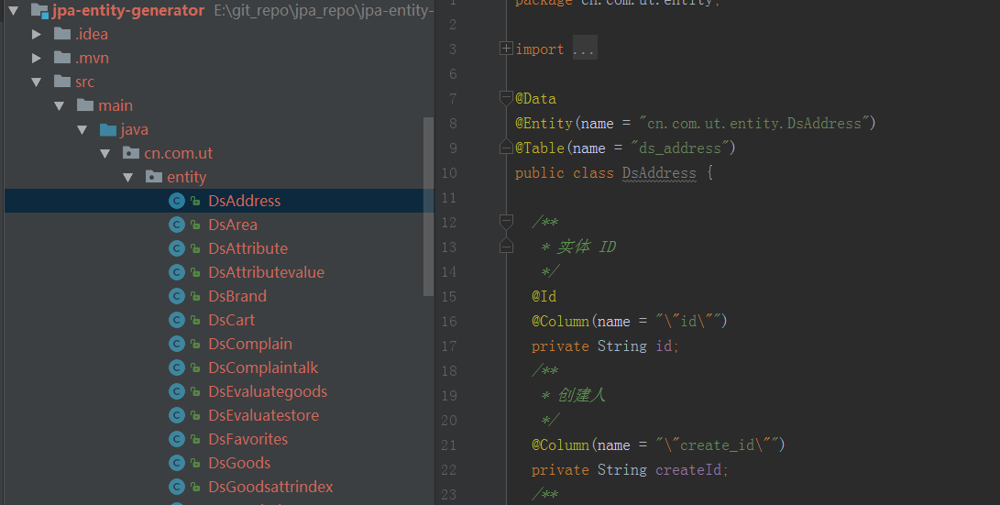 jpa-entity-generator E:\git_repo\jpa_repo\jpa-entity-
.idea
.mvn
src
main
java
cn.com.ut
entity
DsAddress
DsArea
DsAttribute
DsAttributevalue
DsBrand
DsCart
DsComplain
DsComplaintalk
DsEvaluategoods
DsEvaluatestore
DsFavorites
DsGoods
DsGoodsattrindex
1 package cn.com.ut.entity;
2
3 import ...
6
7 @Data
8 @Entity(name = "cn.com.ut.entity.DsAddress")
9 @Table(name = "ds_address")
10 public class DsAddress {
11
12 /**
13 * 实体 ID
14 */
15 @Id
16 @Column(name = "\"id\"")
17 private String id;
18 /**
19 * 创建人
20 */
21 @Column(name = "\"create_id\"")
22 private String createId;
23 /**